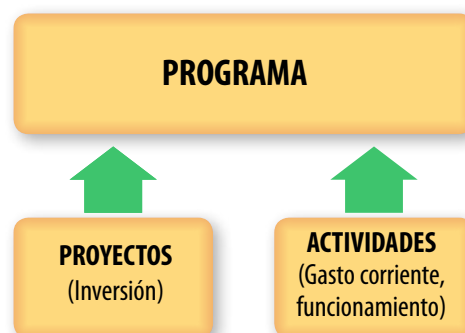 PROGRAMA
PROYECTOS
(Inversión)
ACTIVIDADES
(Gasto corriente,
funcionamiento)